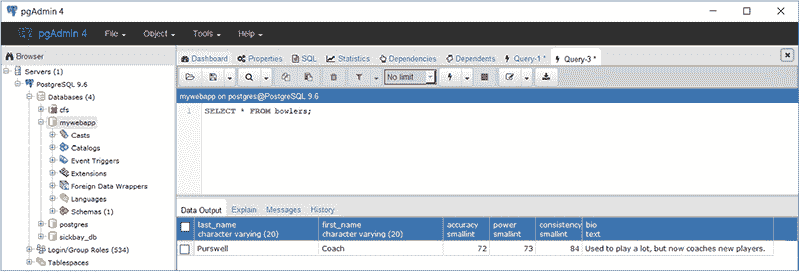 pgAdmin 4
pgAdmin 4 File Object Tools Help
Browser
Dashboard Properties SQL Statistics Dependencies Dependents Query-1 * Query-3 *
Servers (1)
PostgreSQL 9.6
Databases (4)
cfs
mywebapp
Casts
Catalogs
Event Triggers
Extensions
Foreign Data Wrappers
Languages
Schemas (1)
postgres
sickbay_db
Login/Group Roles (534)
Tablespaces
No limit
mywebapp on postgres@PostgreSQL 9.6
1 SELECT * FROM bowlers;
Data Output Explain Messages History
last_name first_name accuracy power consistency bio
character varying (20) character varying (20) smallint smallint smallint text
Purswell Coach 72 73 84 Used to play a lot, but now coaches new players.